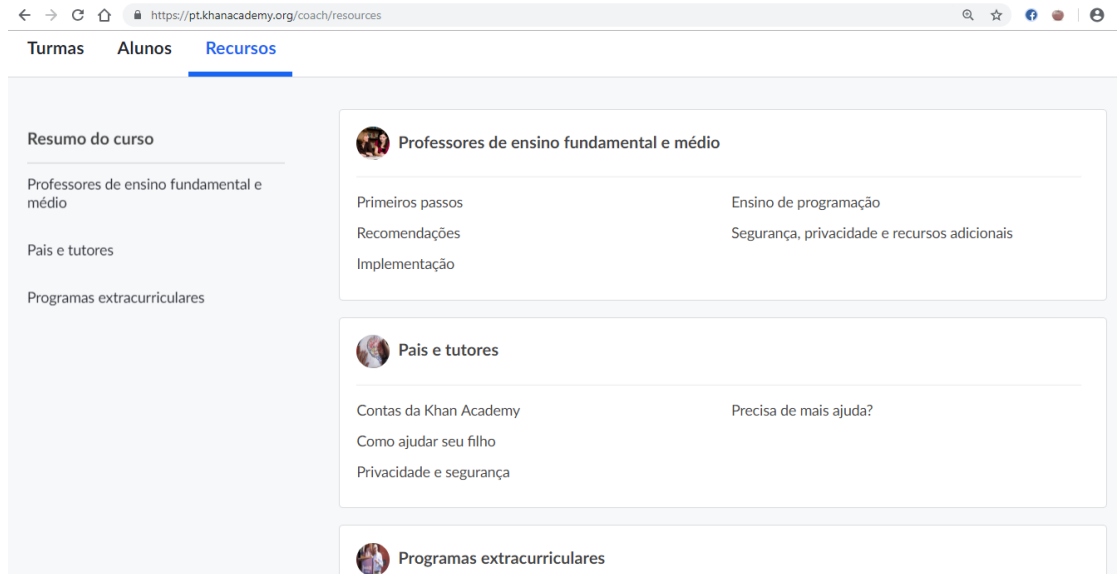 https://pt.khanacademy.org/coach/resources
Turmas Alunos Recursos
Resumo do curso
Professores de ensino fundamental e
médio
Pais e tutores
Programas extracurriculares
Professores de ensino fundamental e médio
Primeiros passos
Recomendações
Implementação
Ensino de programação
Segurança, privacidade e recursos adicionais
Pais e tutores
Contas da Khan Academy
Como ajudar seu filho
Privacidade e segurança
Precisa de mais ajuda?
Programas extracurriculares